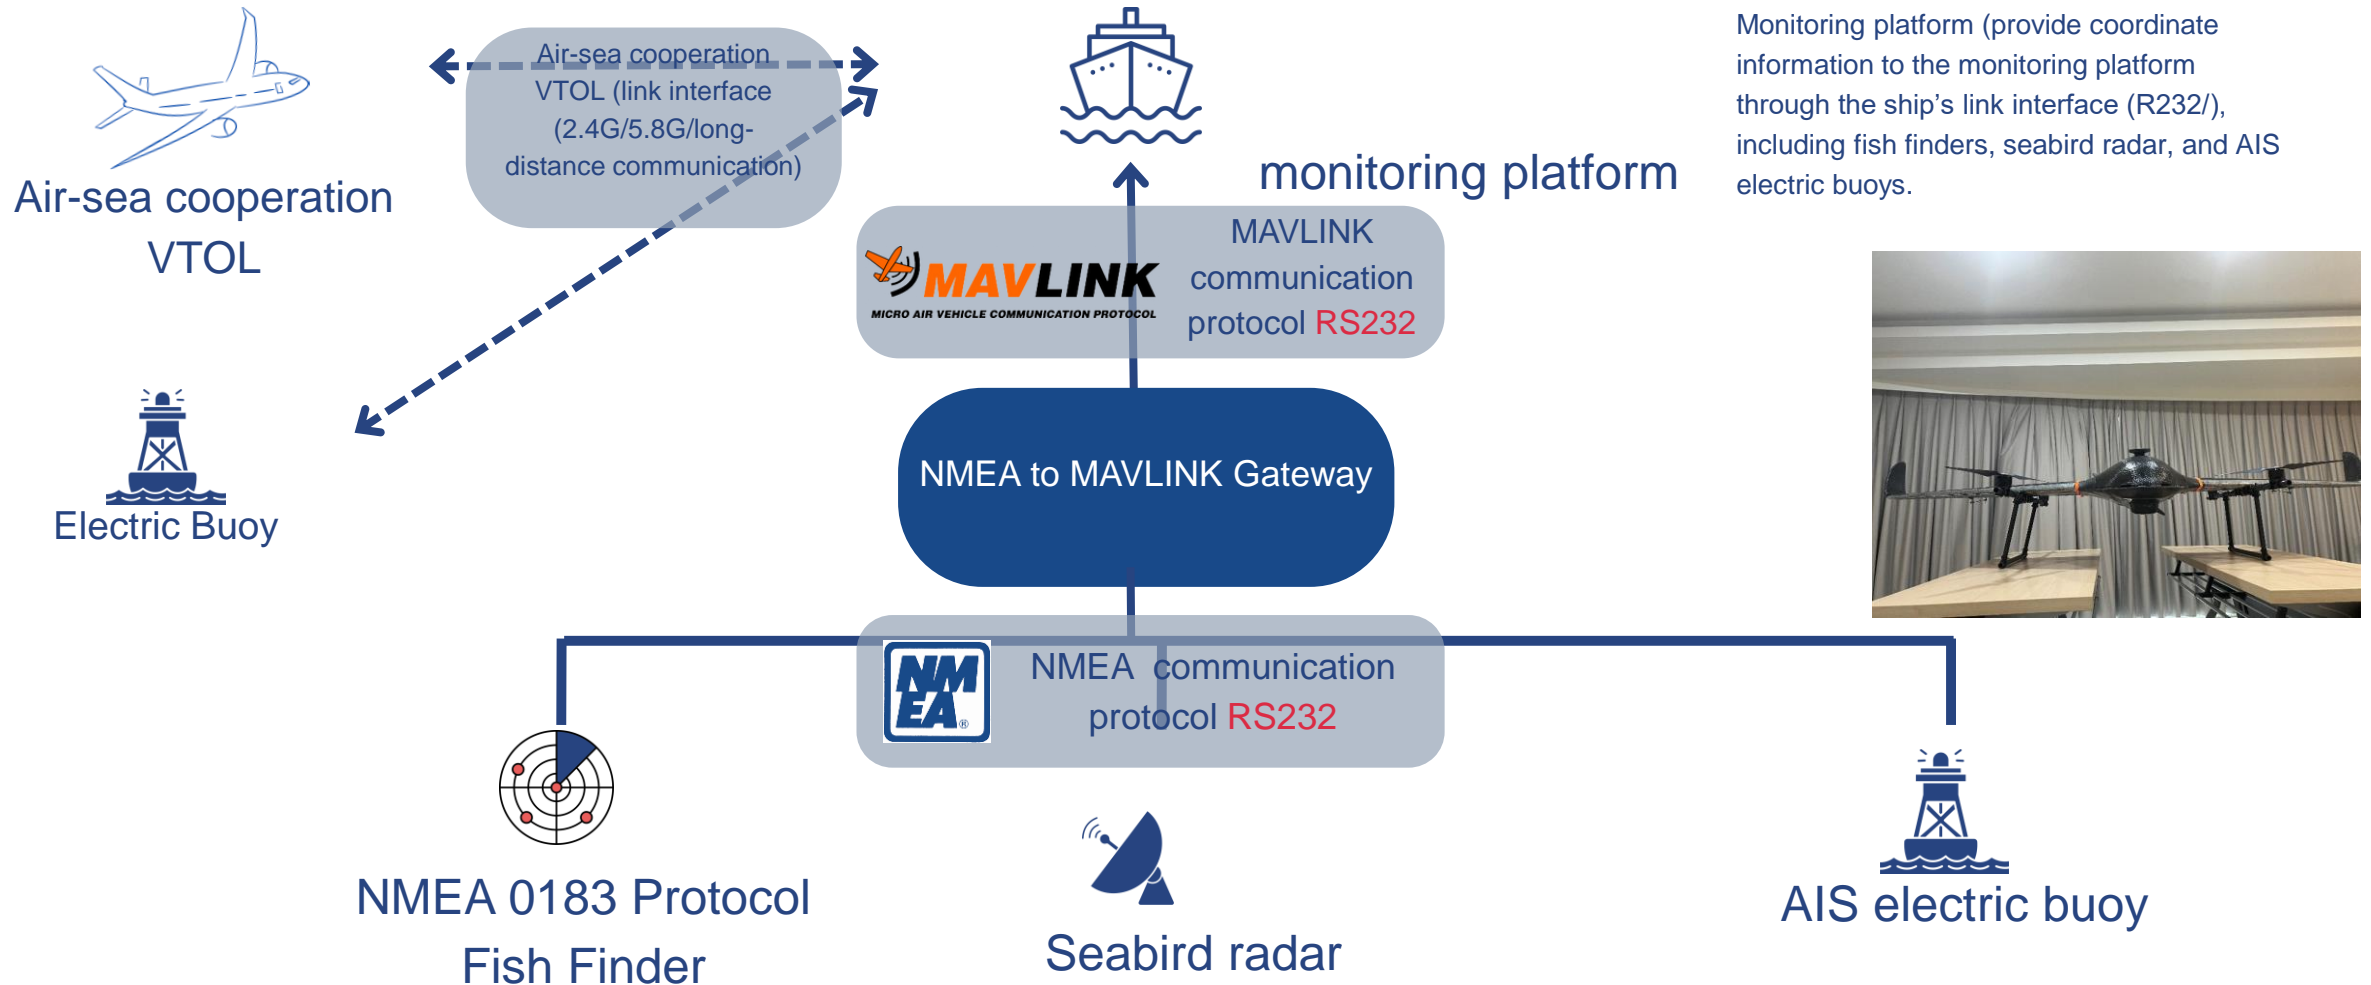 Air-sea cooperation
VTOL (link interface
(2.4G/5.8G/long-
distance communication)
Monitoring platform (provide coordinate
information to the monitoring platform
through the ship's link interface (R232/),
including fish finders, seabird radar, and AIS
electric buoys.
Air-sea cooperation
VTOL
monitoring platform
MAVLINK
MICRO AIR VEHICLE COMMUNICATION PROTOCOL
MAVLINK
communication
protocol RS232
NMEA to MAVLINK Gateway
Electric Buoy
NM
EA®
NMEA communication
protocol RS232
NMEA 0183 Protocol
Fish Finder
Seabird radar
AIS electric buoy